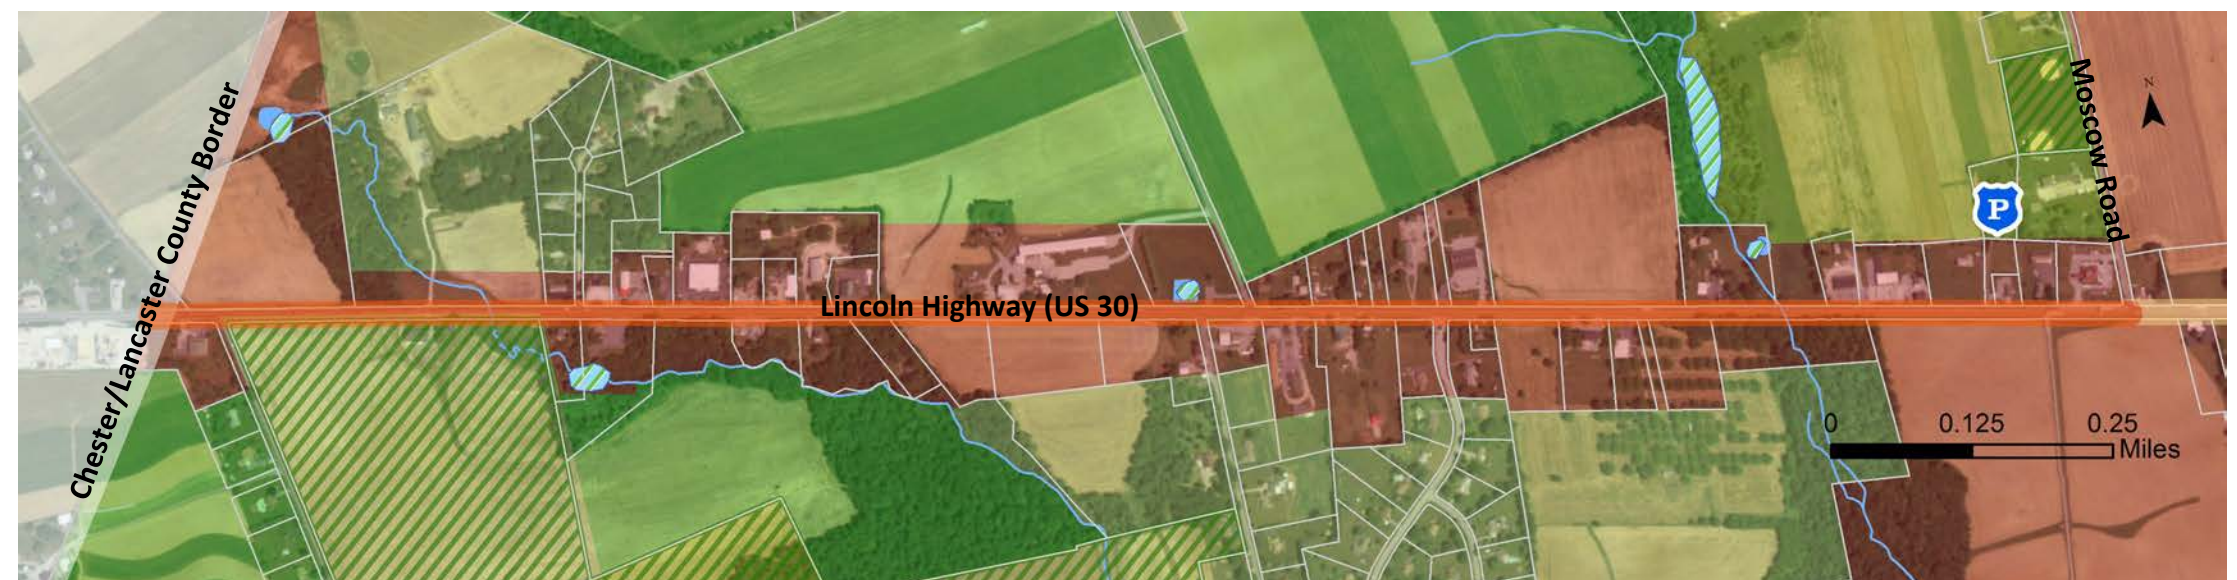 Chester/Lancaster County Border
Lincoln Highway (US 30)
Moscow Road
N
P
0 0.125 0.25
Miles